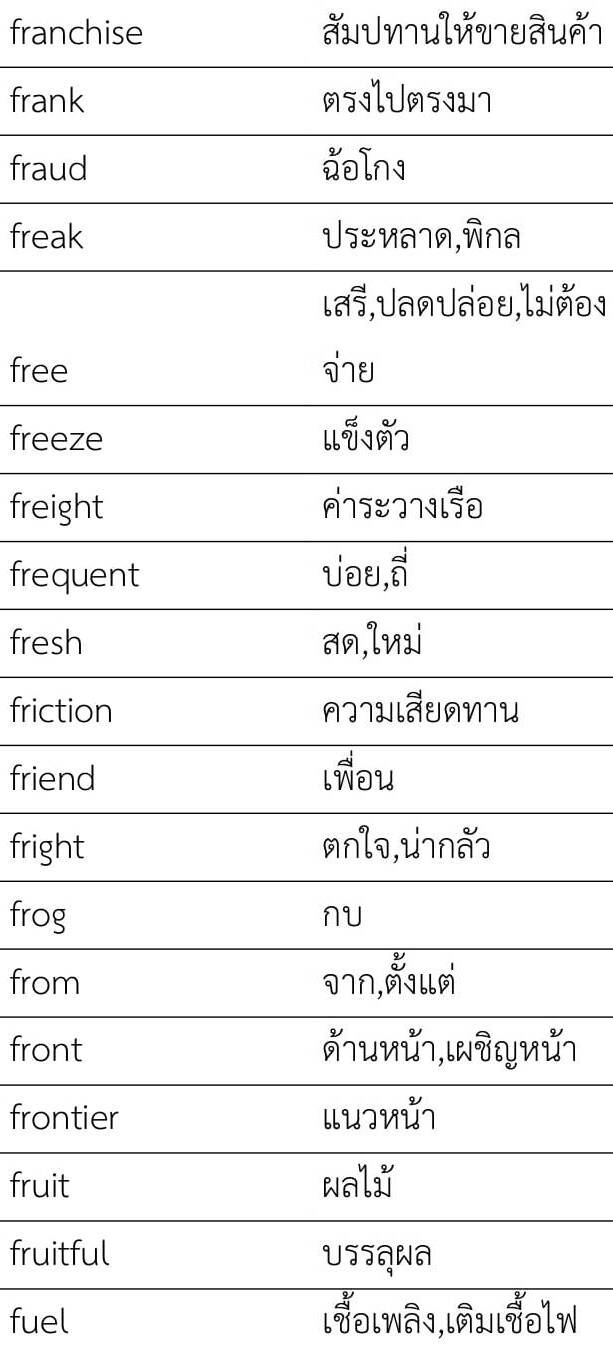 franchise สัมปทานให้ขายสินค้า
frank ตรงไปตรงมา
fraud ฉ้อโกง
freak ประหลาด,พิกล
เสรี,ปลดปล่อย,ไม่ต้อง
free จ่าย
freeze แข็งตัว
freight ค่าระวางเรือ
frequent บ่อย,ถี่
fresh สด,ใหม่
friction ความเสียดทาน
friend เพื่อน
fright ตกใจ,น่ากลัว
frog กบ
from จาก,ตั้งแต่
front ด้านหน้า,เผชิญหน้า
frontier แนวหน้า
fruit ผลไม้
fruitful บรรลุผล
fuel เชื้อเพลิง,เติมเชื้อไฟ